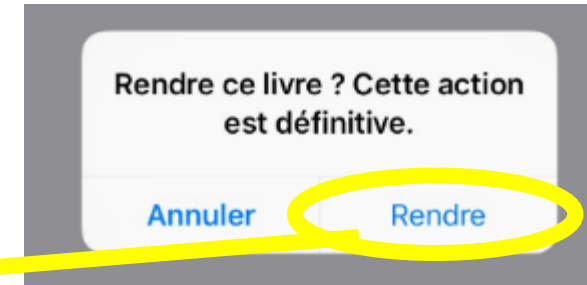 Rendre ce livre ? Cette action
est définitive.
Annuler
Rendre